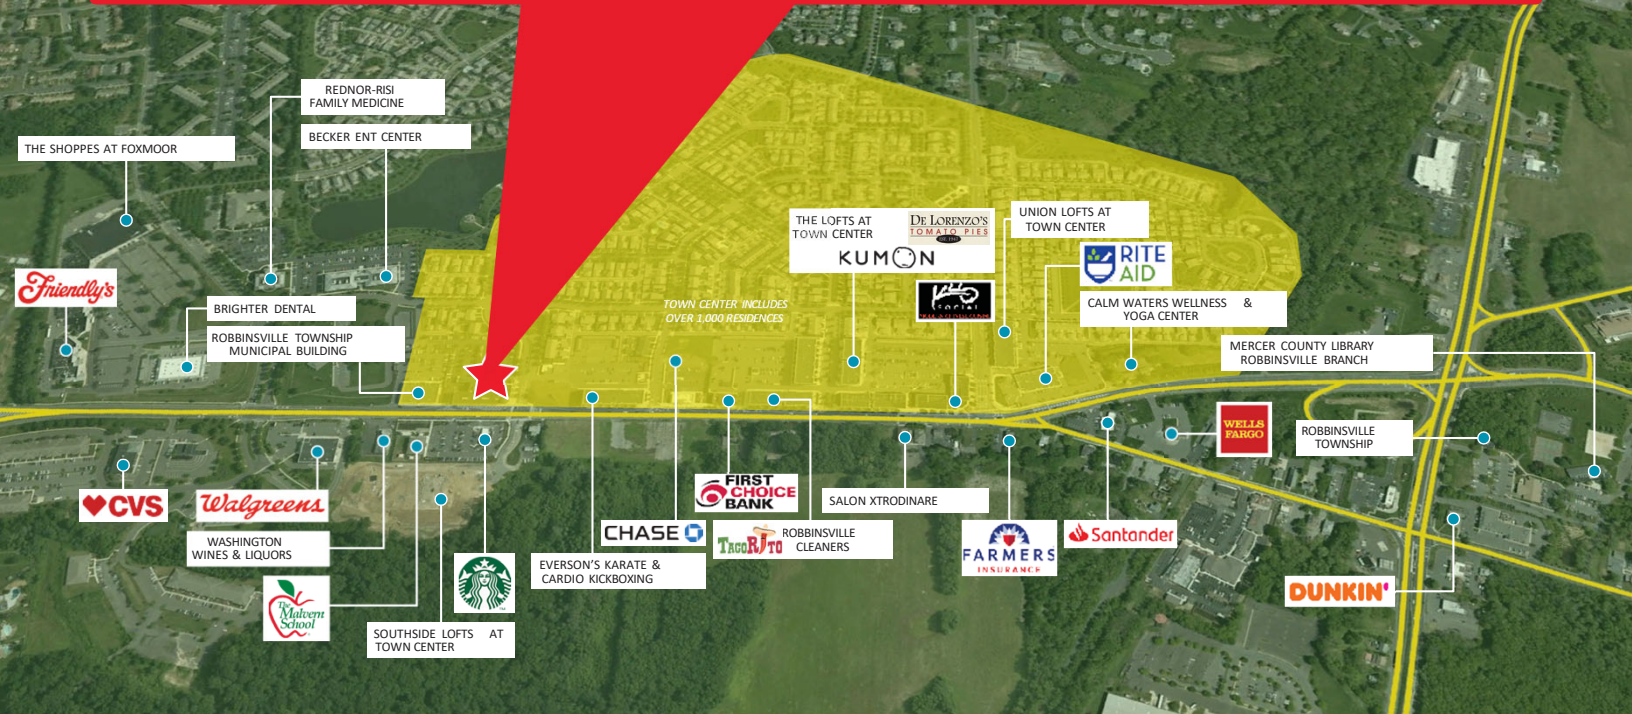 REDNOR-RISI
FAMILY MEDICINE
BECKER ENT CENTER
THE SHOPPES AT FOXMOOR
Friendly's
BRIGHTER DENTAL
ROBBINSVILLE TOWNSHIP
MUNICIPAL BUILDING
TOWN CENTER INCLUDES
OVER 1,000 RESIDENCES
THE LOFTS AT
TOWN CENTER
DE LORENZO'S
TOMATO PIES
KUMON
social
UNION LOFTS AT
TOWN CENTER
RITE
AID
CALM WATERS WELLNESS &
YOGA CENTER
MERCER COUNTY LIBRARY
ROBBINSVILLE BRANCH
WELLS
FARGO
ROBBINSVILLE
TOWNSHIP
CVS
Walgreens
WASHINGTON
WINES & LIQUORS
The
Malvern
School
SOUTHSIDE LOFTS AT
TOWN CENTER
EVERSON'S KARATE &
CARDIO KICKBOXING
CHASE
FIRST
CHOICE
BANK
TacoRito
ROBBINSVILLE
CLEANERS
SALON XTRODINARE
FARMERS
INSURANCE
Santander
DUNKIN'